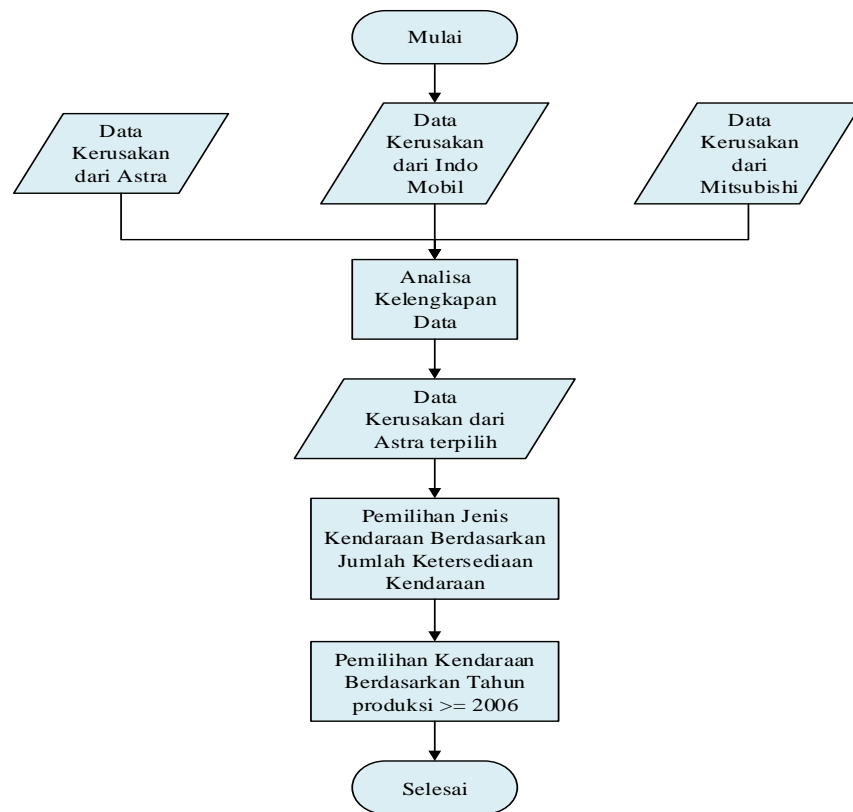 Mulai
Data
Kerusakan
dari Astra
Data
Kerusakan
dari Indo
Mobil
Data
Kerusakan
dari
Mitsubishi
Analisa
Kelengkapan
Data
Data
Kerusakan dari
Astra terpilih
Pemilihan Jenis
Kendaraan Berdasarkan
Jumlah Ketersediaan
Kendaraan
Pemilihan Kendaraan
Berdasarkan Tahun
produksi >= 2006
Selesai